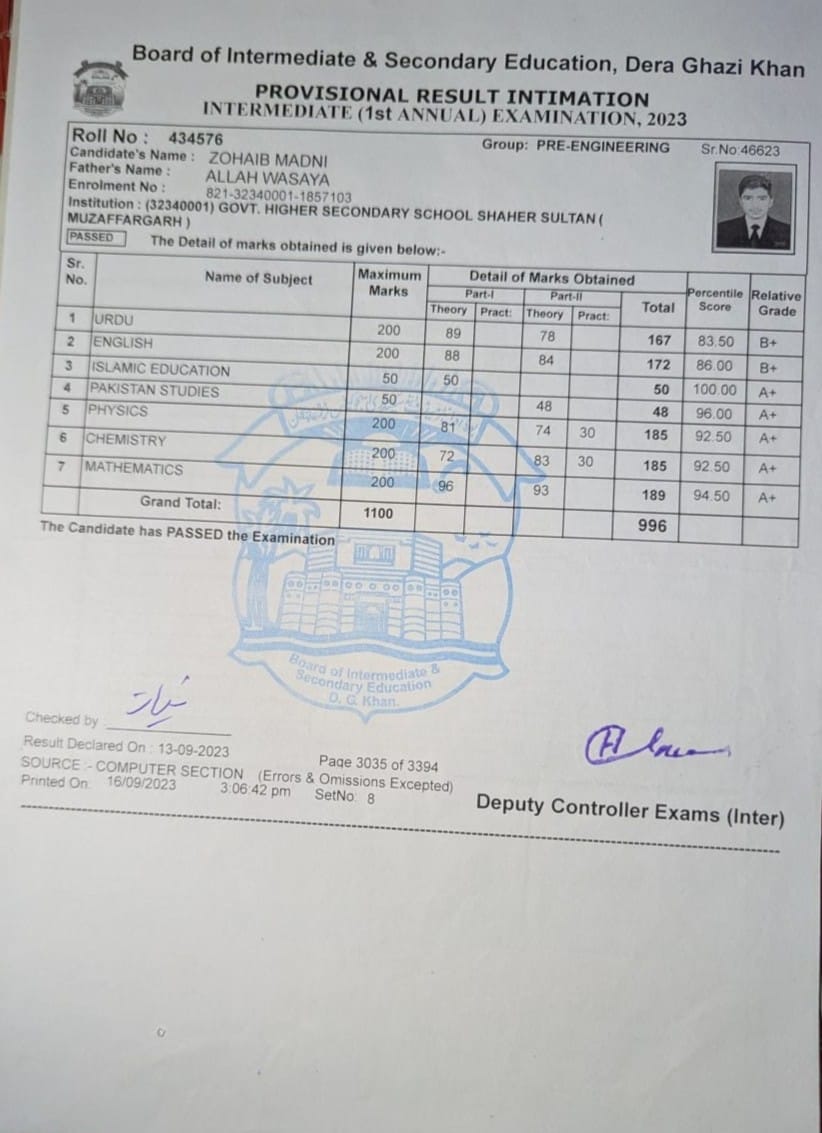 Board of Intermediate & Secondary Education, Dera Ghazi Khan
PROVISIONAL RESULT INTIMATION
INTERMEDIATE (1st ANNUAL) EXAMINATION, 2023
Roll No : 434576 Group: PRE-ENGINEERING Sr.No:46623
Candidate's Name : ZOHAIB MADNI
Father's Name : ALLAH WASAYA
Enrolment No : 821-32340001-1857103
Institution : (32340001) GOVT. HIGHER SECONDARY SCHOOL SHAHER SULTAN (
MUZAFFARGARH )
PASSED The Detail of marks obtained is given below:-
Sr. No. Name of Subject Maximum Marks Detail of Marks Obtained Percentile Score Relative Grade
Part-I Part-II Total
Theory Pract: Theory Pract:
1 URDU 200 89 78 167 83.50 B+
2 ENGLISH 200 88 84 172 86.00 B+
3 ISLAMIC EDUCATION 50 50 50 100.00 A+
4 PAKISTAN STUDIES 50 48 48 96.00 A+
5 PHYSICS 200 81 74 30 185 92.50 A+
6 CHEMISTRY 200 72 83 30 185 92.50 A+
7 MATHEMATICS 200 96 93 189 94.50 A+
Grand Total: 1100 996
The Candidate has PASSED the Examination
Board of Intermediate &
Secondary Education
D. G. Khan.
Checked by
Result Declared On : 13-09-2023 Page 3035 of 3394
SOURCE :- COMPUTER SECTION (Errors & Omissions Excepted)
Printed On: 16/09/2023 3:06:42 pm SetNo: 8
Deputy Controller Exams (Inter)